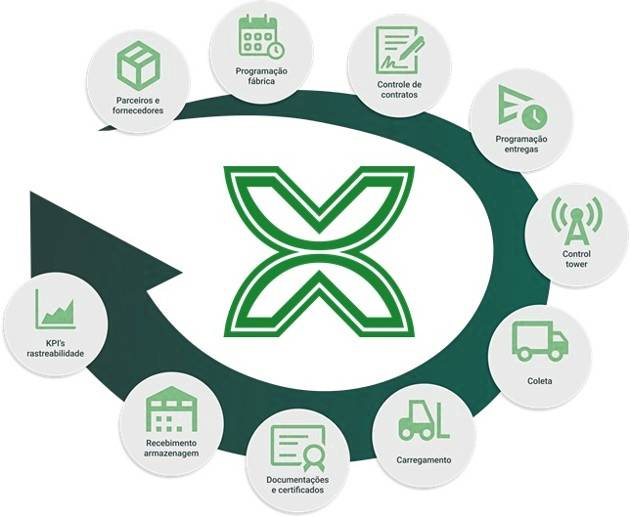 Parceiros e
fornecedores
Programação
fábrica
Controle de
contratos
Programação
entregas
Control
tower
Coleta
Carregamento
Documentações
e certificados
Recebimento
armazenagem
KPI's
rastreabilidade